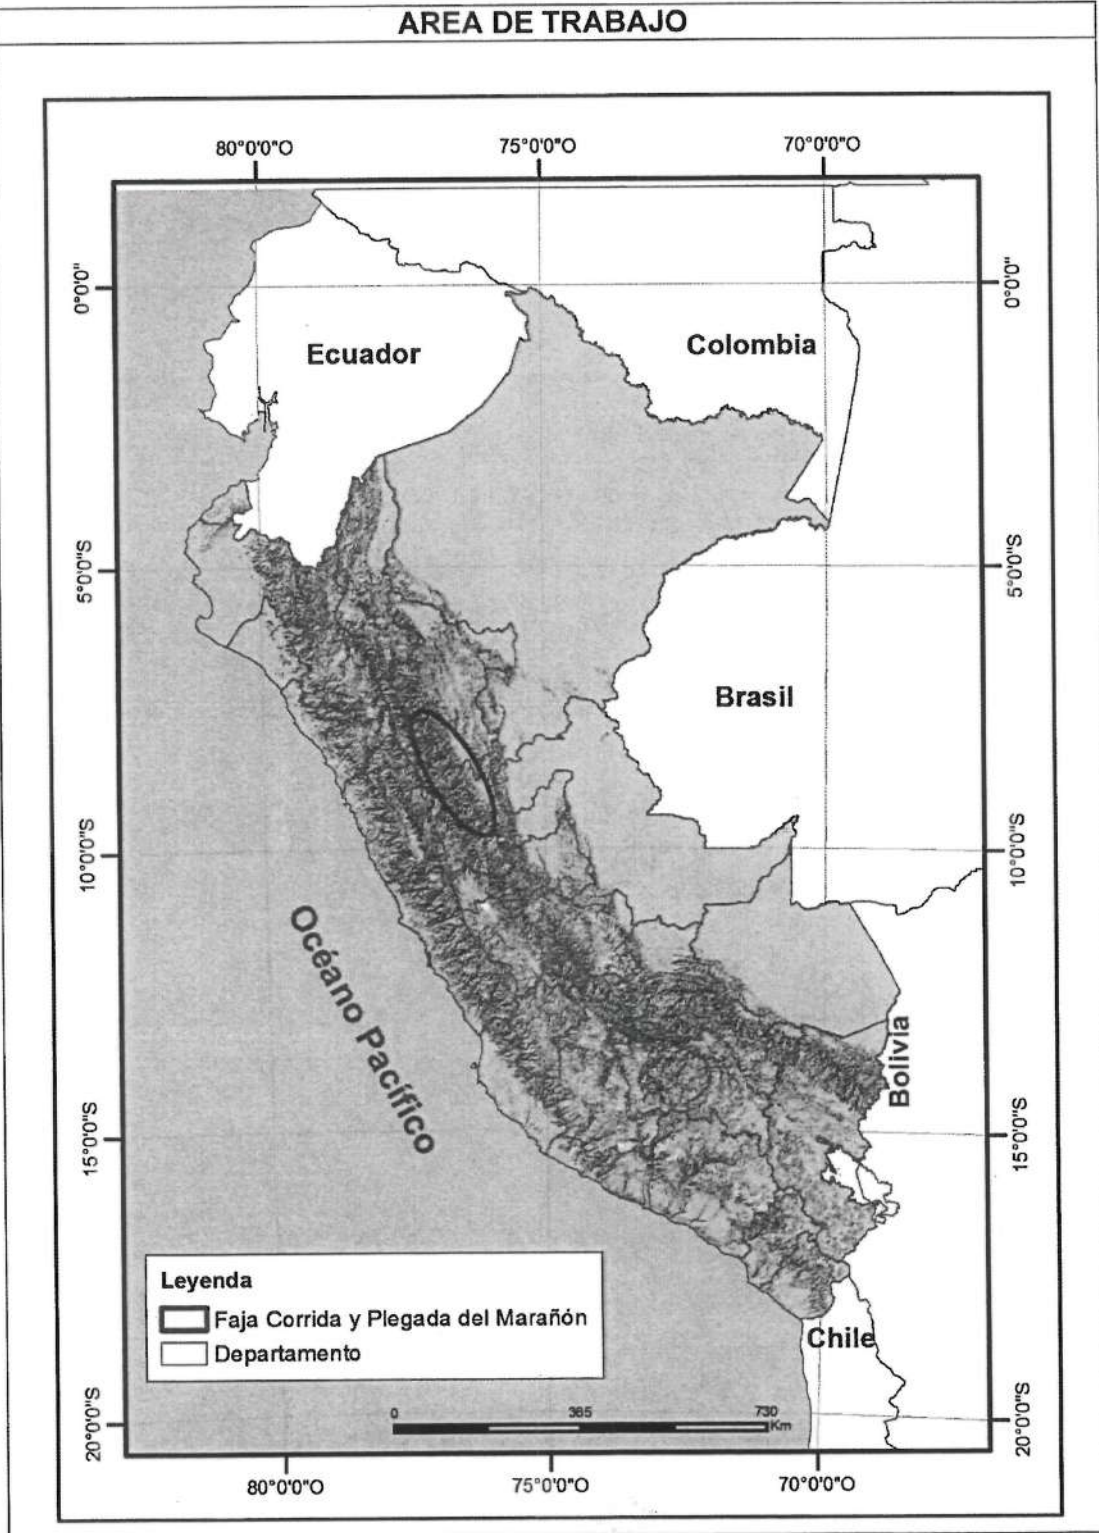 AREA DE TRABAJO
80°0'0"O 75°0'0"O 70°0'0"O
0°0'0" 0°0'0"
Ecuador
Colombia
5°0'0"S 5°0'0"S
Brasil
10°0'0"S 10°0'0"S
Océano Pacífico
Bolivia
15°0'0"S 15°0'0"S
Leyenda
Faja Corrida y Plegada del Marañón
Departamento
Chile
0 365 730
Km
20°0'0"S 20°0'0"S
80°0'0"O 75°0'0"O 70°0'0"O